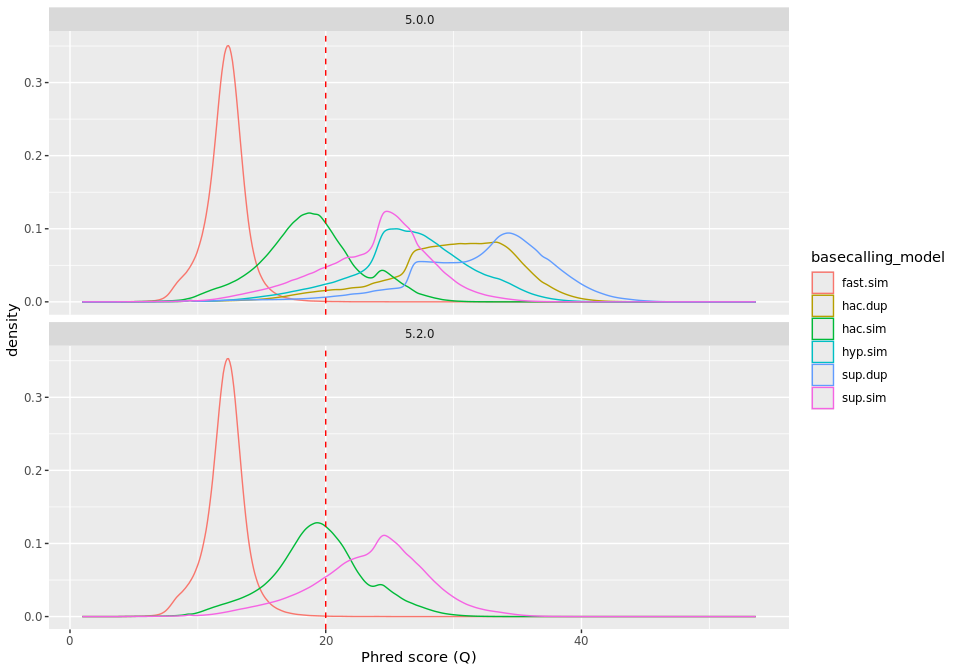 5.0.0
0.3
0.2
0.1
0.0
5.2.0
0.3
0.2
0.1
0.0
0
20
40
Phred score (Q)
density
basecalling_model
fast.sim
hac.dup
hac.sim
hyp.sim
sup.dup
sup.sim